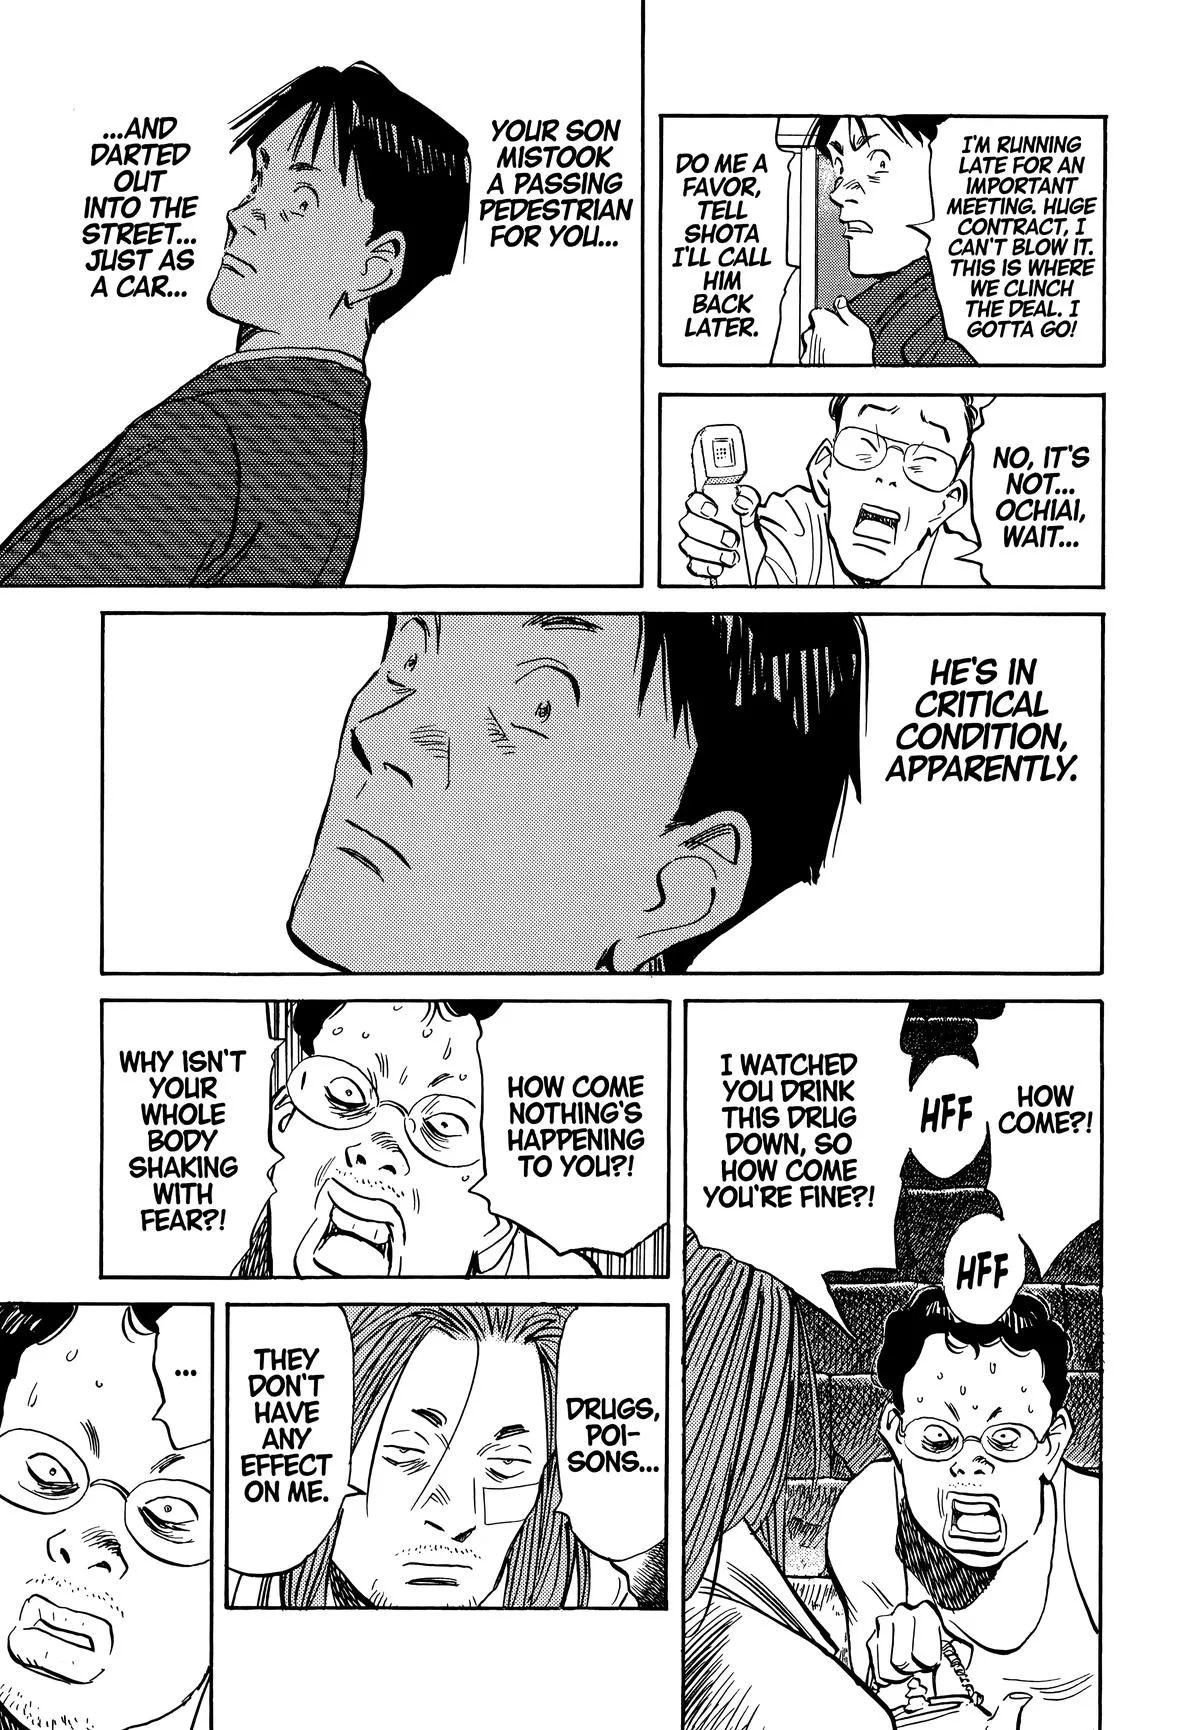 I'M RUNNING
LATE FOR AN
IMPORTANT
MEETING. HUGE
CONTRACT, I
CAN'T BLOW IT.
THIS IS WHERE
WE CLINCH
THE DEAL. I
GOTTA GO!
DO ME A
FAVOR,
TELL
SHOTA
I'LL CALL
HIM
BACK
LATER.
NO, IT'S
NOT...
OCHIAI,
WAIT...
YOUR SON
MISTOOK
A PASSING
PEDESTRIAN
FOR YOU...
...AND
DARTED
OUT
INTO THE
STREET...
JUST AS
A CAR...
HE'S IN
CRITICAL
CONDITION,
APPARENTLY.
HOW
COME?!
HFF
HFF
I WATCHED
YOU DRINK
THIS DRUG
DOWN, SO
HOW COME
YOU'RE FINE?!
HOW COME
NOTHING'S
HAPPENING
TO YOU?!
WHY ISN'T
YOUR
WHOLE
BODY
SHAKING
WITH
FEAR?!
DRUGS,
POI-
SONS...
THEY
DON'T
HAVE
ANY
EFFECT
ON ME.
...